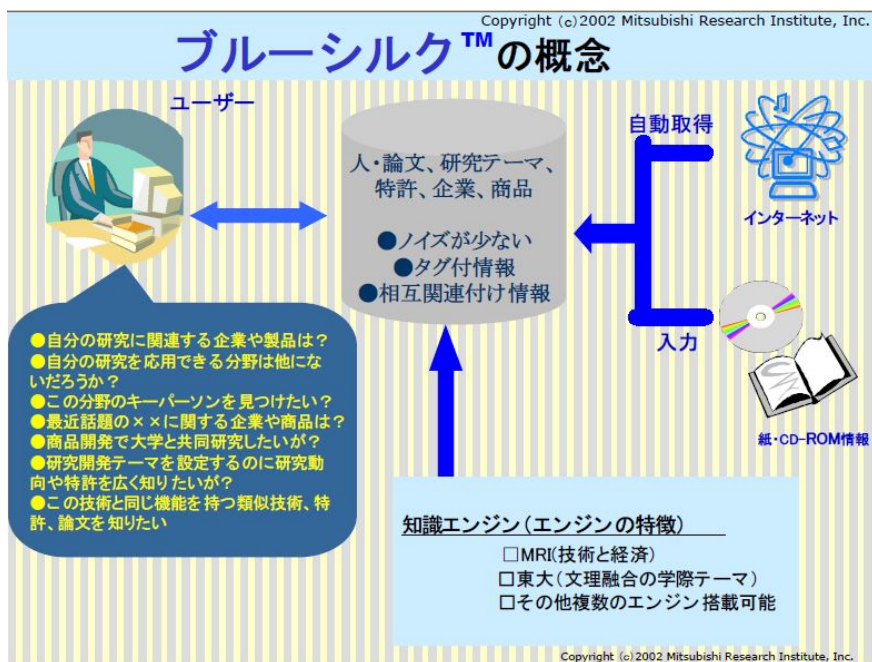 Copyright (c)2002 Mitsubishi Research Institute, Inc.
ブルーシルク™の概念
ユーザー
人・論文、研究テーマ、
特許、企業、商品
●ノイズが少ない
●タグ付情報
●相互関連付け情報
自動取得
インターネット
入力
紙・CD-ROM情報
●自分の研究に関連する企業や製品は？
●自分の研究を応用できる分野は他にな
いだろうか？
●この分野のキーパーソンを見つけたい？
●最近話題の××に関する企業や商品は？
●商品開発で大学と共同研究したいが？
●研究開発テーマを設定するのに研究動
向や特許を広く知りたいが？
●この技術と同じ機能を持つ類似技術、特
許、論文を知りたい
知識エンジン（エンジンの特徴）
□MRI(技術と経済)
□東大（文理融合の学際テーマ）
□その他複数のエンジン搭載可能
Copyright (c)2002 Mitsubishi Research Institute, Inc.